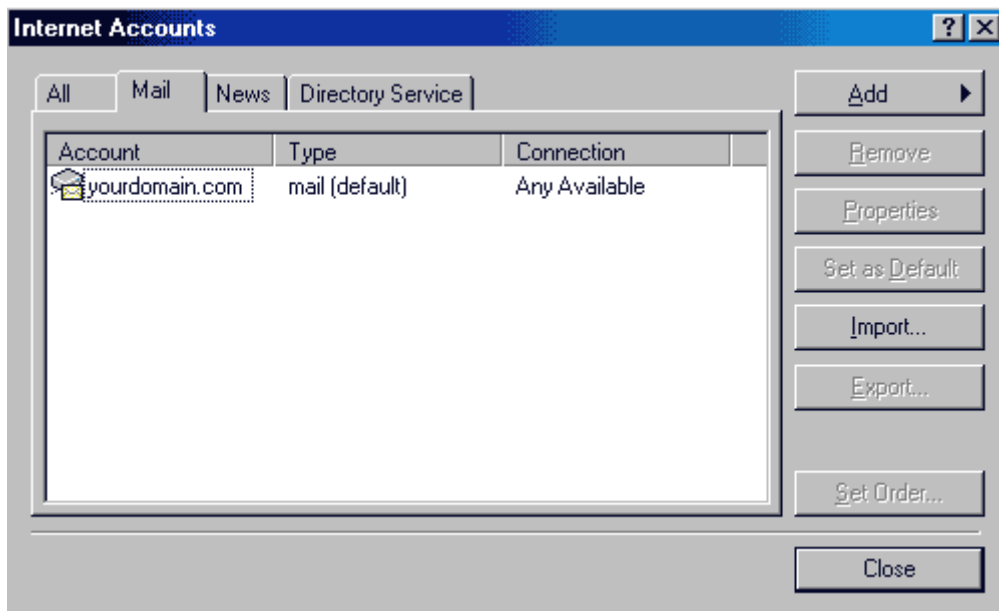 Internet Accounts
All Mail News Directory Service
Add
Account Type Connection
Remove
yourdomain.com mail (default) Any Available
Properties
Set as Default
Import...
Export...
Set Order...
Close